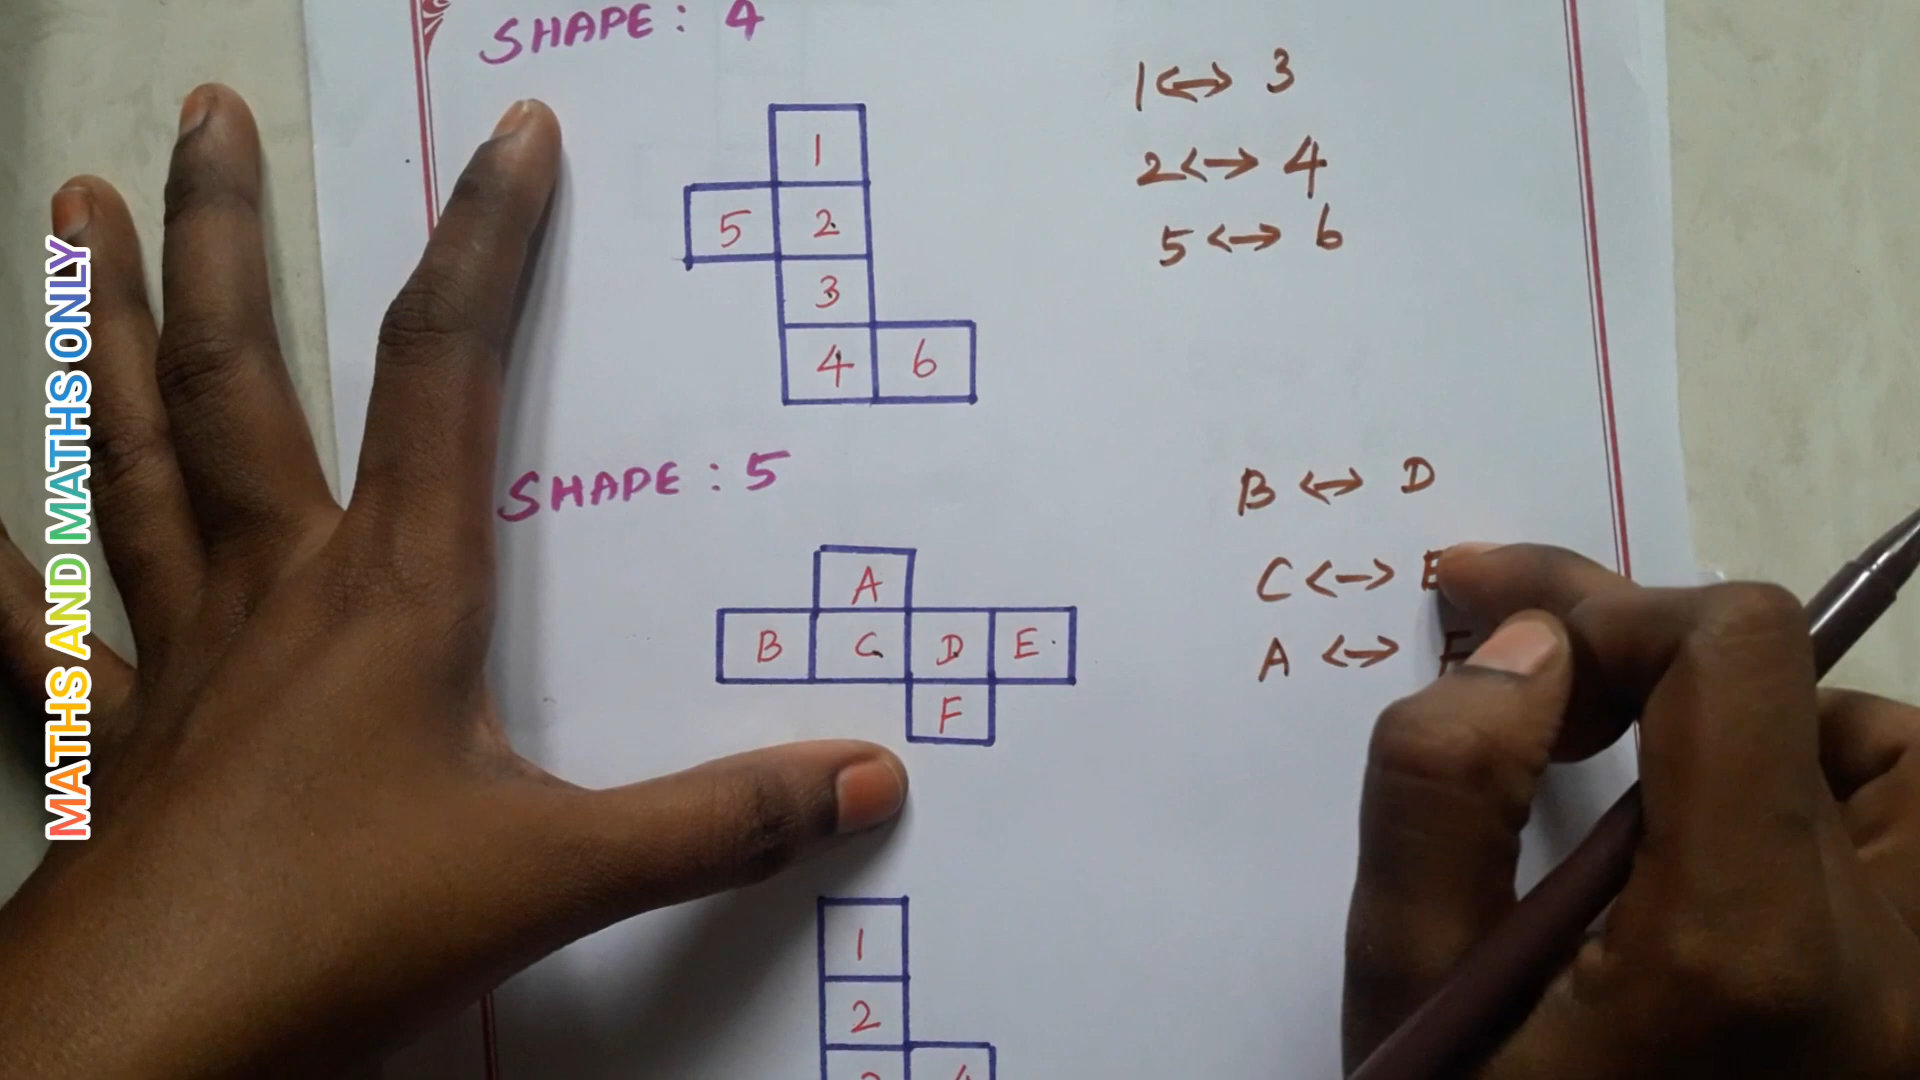 SHAPE : 4
1 ↔ 3
2 ↔ 4
5 ↔ 6
1
5 2
3
4 6
SHAPE : 5
B ↔ D
C ↔ E
A ↔ F
A
B C D E
F
1
2
MATHS AND MATHS ONLY